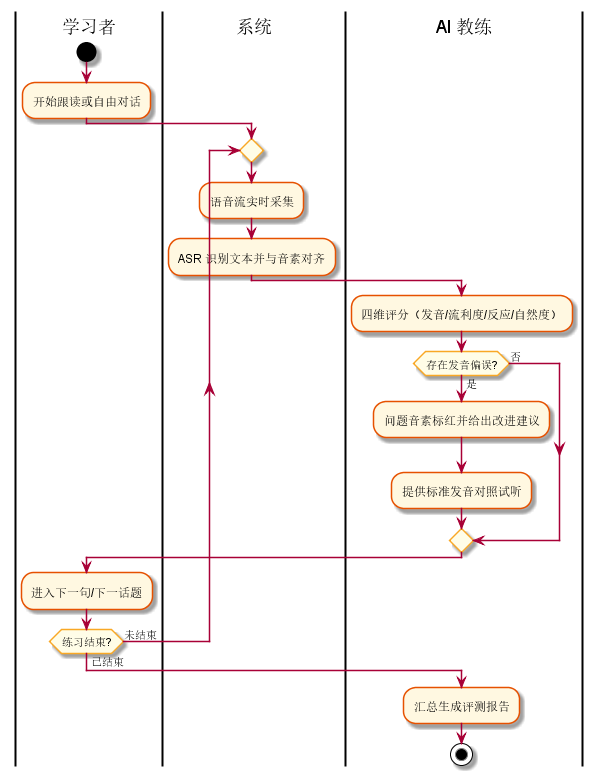 学习者
系统
AI 教练
开始跟读或自由对话
语音流实时采集
ASR 识别文本并与音素对齐
四维评分（发音/流利度/反应/自然度）
存在发音偏误?
否
是
问题音素标红并给出改进建议
提供标准发音对照试听
进入下一句/下一话题
练习结束?
未结束
已结束
汇总生成评测报告